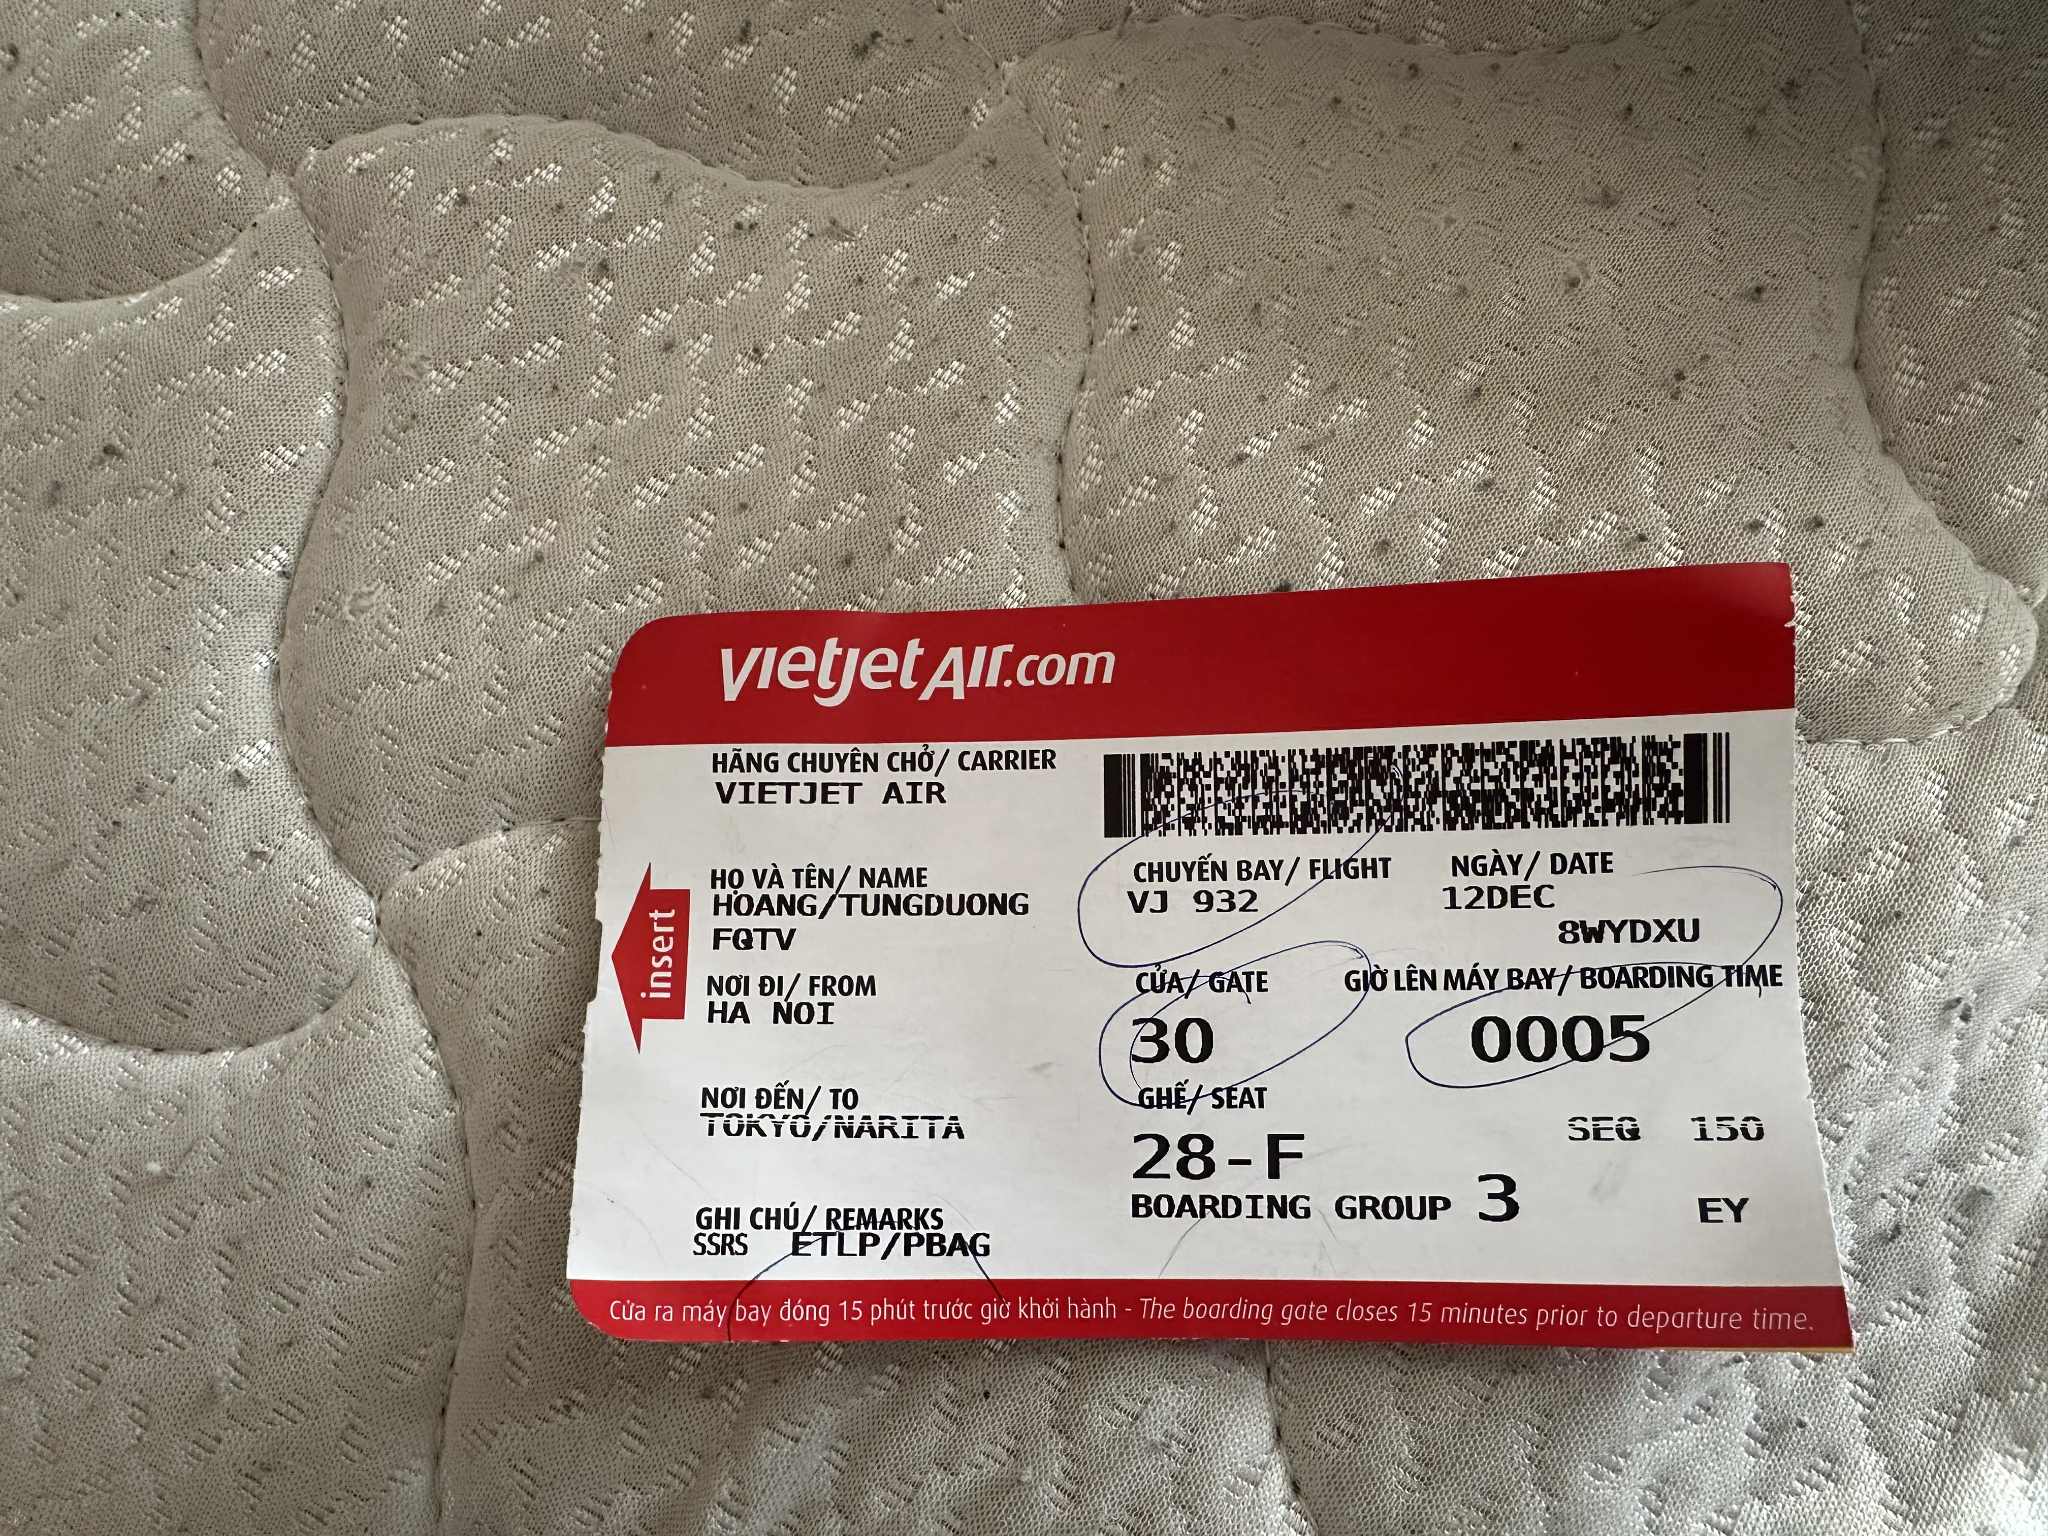 vietjetAir.com
HÃNG CHUYÊN CHỞ/ CARRIER
VIETJET AIR
HỌ VÀ TÊN/ NAME
HOANG/TUNGDUONG
FQTV
NƠI ĐI/ FROM
HA NOI
NƠI ĐẾN/ TO
TOKYO/NARITA
GHI CHÚ/ REMARKS
SSRS ETLP/PBAG
insert
CHUYẾN BAY/ FLIGHT NGÀY/ DATE
VJ 932 12DEC
8WYDXU
CỬA/ GATE GIỜ LÊN MÁY BAY/ BOARDING TIME
30 0005
GHẾ/ SEAT
28-F SEQ 150
BOARDING GROUP 3 EY
Cửa ra máy bay đóng 15 phút trước giờ khởi hành - The boarding gate closes 15 minutes prior to departure time.